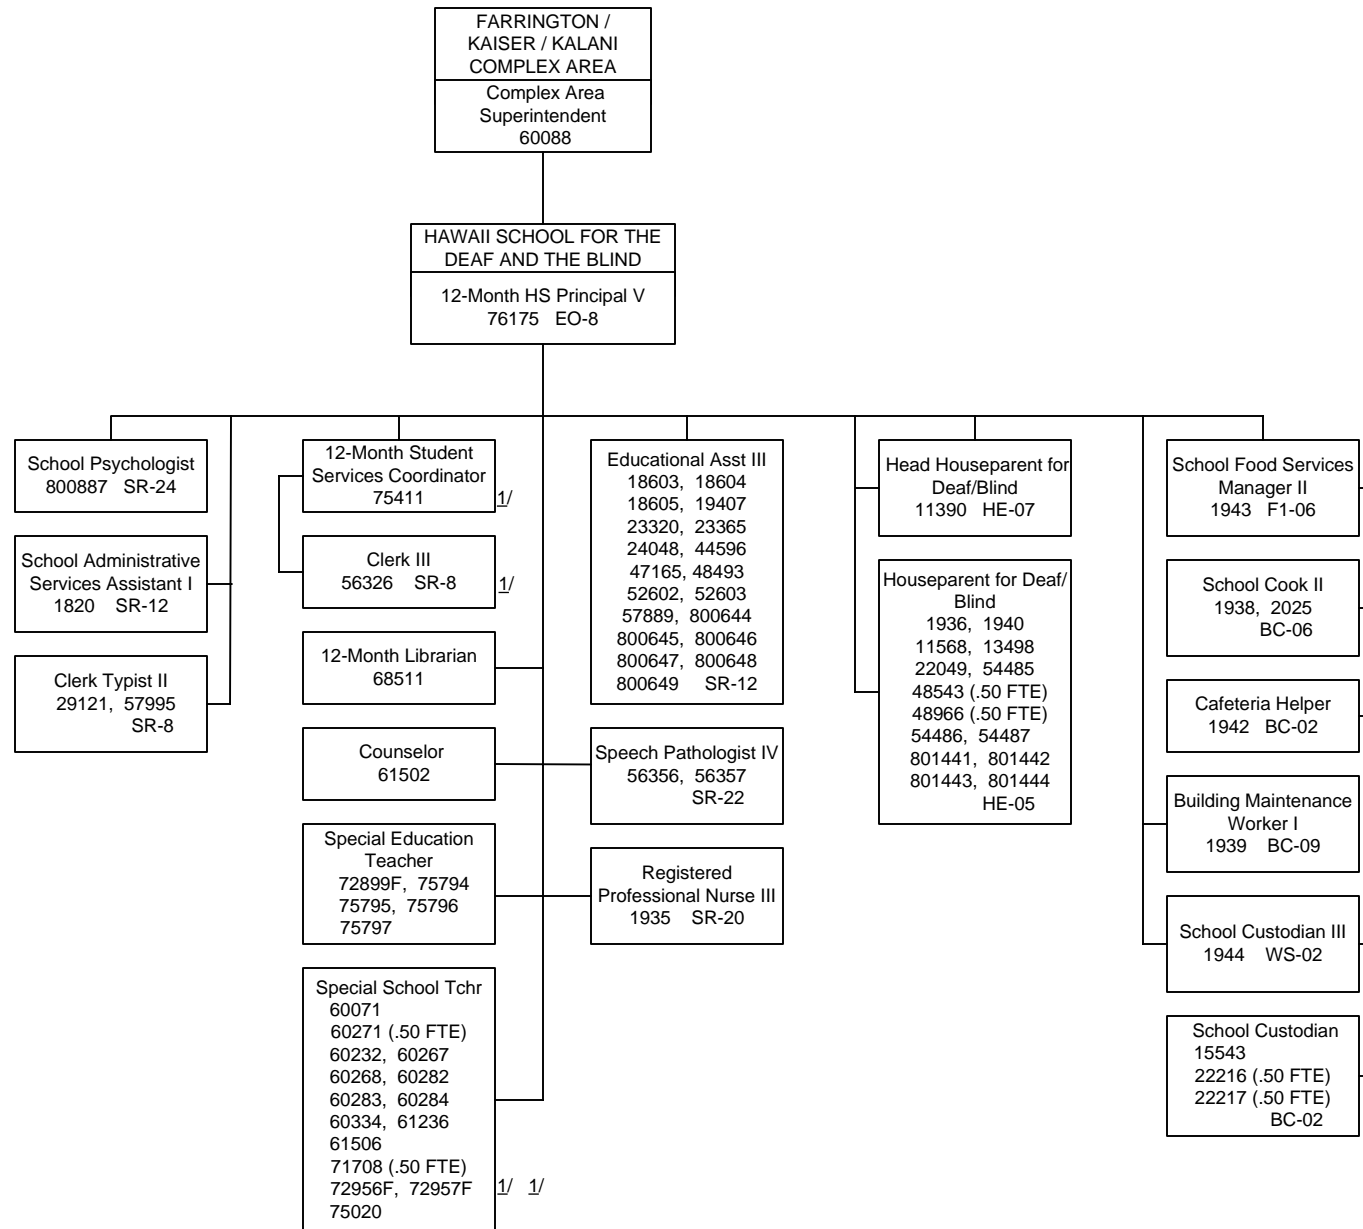 FARRINGTON /
KAISER / KALANI
COMPLEX AREA
Complex Area
Superintendent
60088
HAWAII SCHOOL FOR THE
DEAF AND THE BLIND
12-Month HS Principal V
76175 EO-8
School Psychologist
800887 SR-24
School Administrative
Services Assistant I
1820 SR-12
Clerk Typist II
29121, 57995
SR-8
12-Month Student
Services Coordinator
75411 1/
Clerk III
56326 SR-8 1/
12-Month Librarian
68511
Counselor
61502
Special Education
Teacher
72899F, 75794
75795, 75796
75797
Special School Tchr
60071
60271 (.50 FTE)
60232, 60267
60268, 60282
60283, 60284
60334, 61236
61506
71708 (.50 FTE)
72956F, 72957F 1/ 1/
75020
Educational Asst III
18603, 18604
18605, 19407
23320, 23365
24048, 44596
47165, 48493
52602, 52603
57889, 800644
800645, 800646
800647, 800648
800649 SR-12
Speech Pathologist IV
56356, 56357
SR-22
Registered
Professional Nurse III
1935 SR-20
Head Houseparent for
Deaf/Blind
11390 HE-07
Houseparent for Deaf/
Blind
1936, 1940
11568, 13498
22049, 54485
48543 (.50 FTE)
48966 (.50 FTE)
54486, 54487
801441, 801442
801443, 801444
HE-05
School Food Services
Manager II
1943 F1-06
School Cook II
1938, 2025
BC-06
Cafeteria Helper
1942 BC-02
Building Maintenance
Worker I
1939 BC-09
School Custodian III
1944 WS-02
School Custodian
15543
22216 (.50 FTE)
22217 (.50 FTE)
BC-02